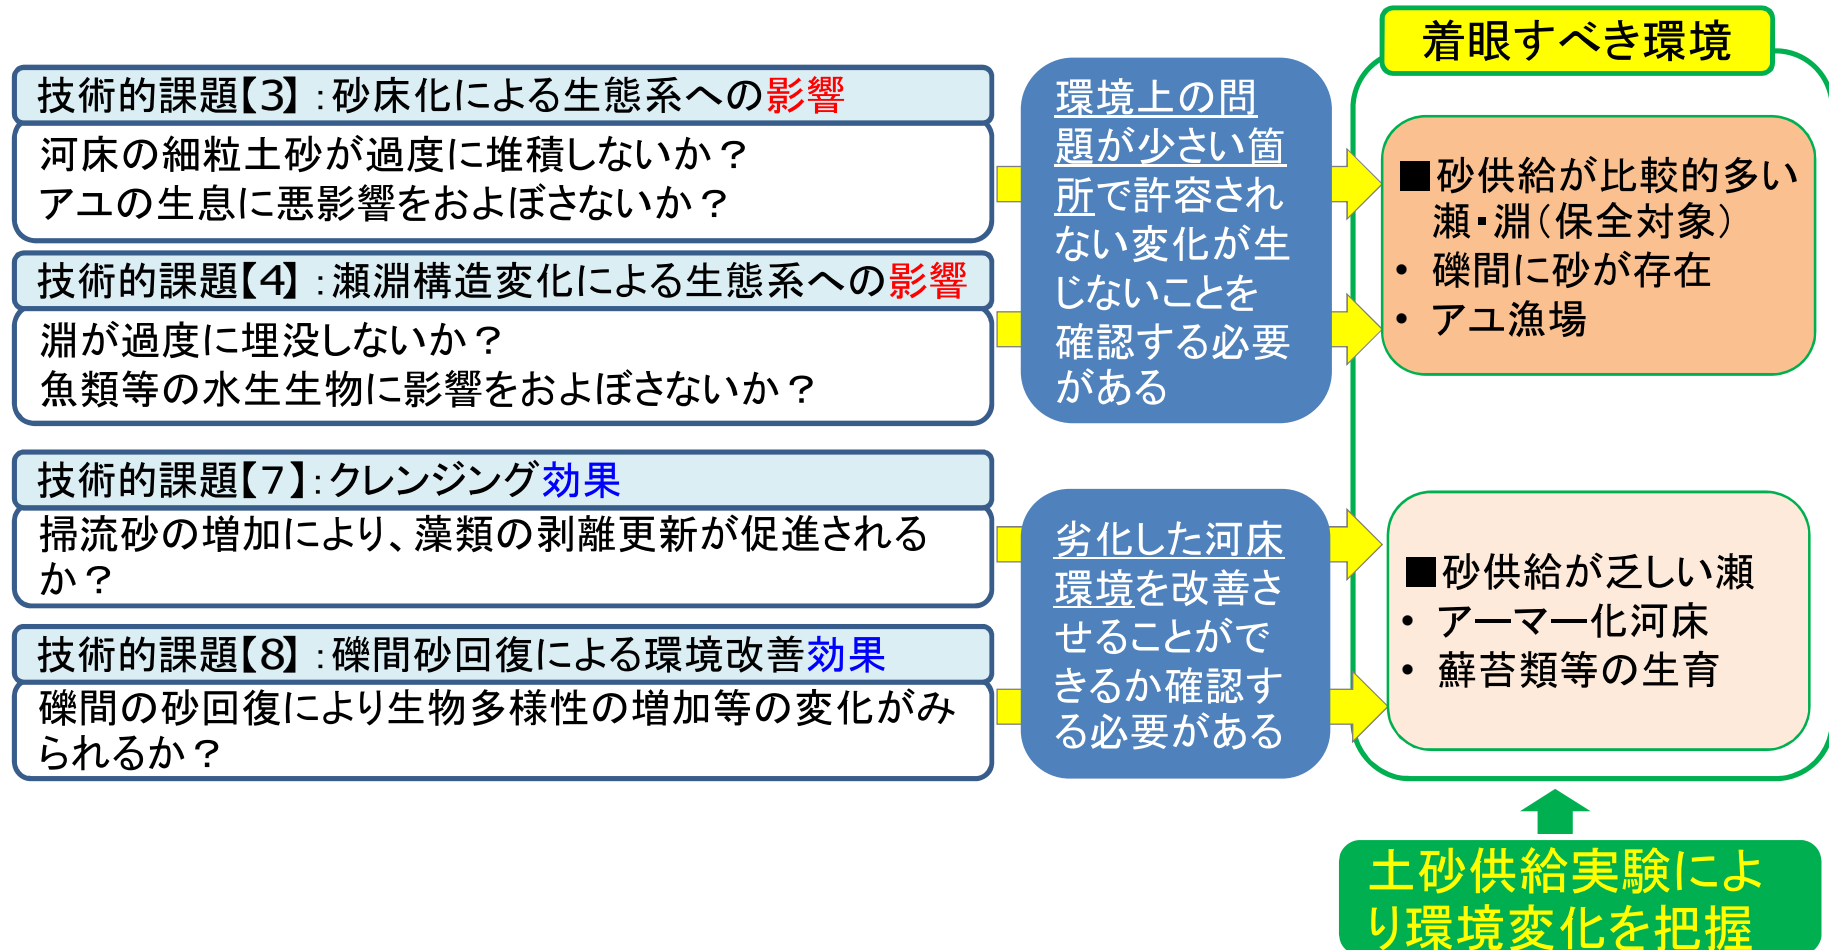 着眼すべき環境
技術的課題【3】：砂床化による生態系への影響
河床の細粒土砂が過度に堆積しないか？
アユの生息に悪影響をおよぼさないか？
技術的課題【4】：瀬淵構造変化による生態系への影響
淵が過度に埋没しないか？
魚類等の水生生物に影響をおよぼさないか？
環境上の問
題が少さい箇
所で許容され
ない変化が生
じないことを
確認する必要
がある
■砂供給が比較的多い
瀬・淵（保全対象）
• 礫間に砂が存在
• アユ漁場
技術的課題【7】：クレンジング効果
掃流砂の増加により、藻類の剥離更新が促進される
か？
技術的課題【8】：礫間砂回復による環境改善効果
礫間の砂回復により生物多様性の増加等の変化がみ
られるか？
劣化した河床
環境を改善さ
せることがで
きるか確認す
る必要がある
■砂供給が乏しい瀬
• アーマー化河床
• 蘚苔類等の生育
土砂供給実験によ
り環境変化を把握